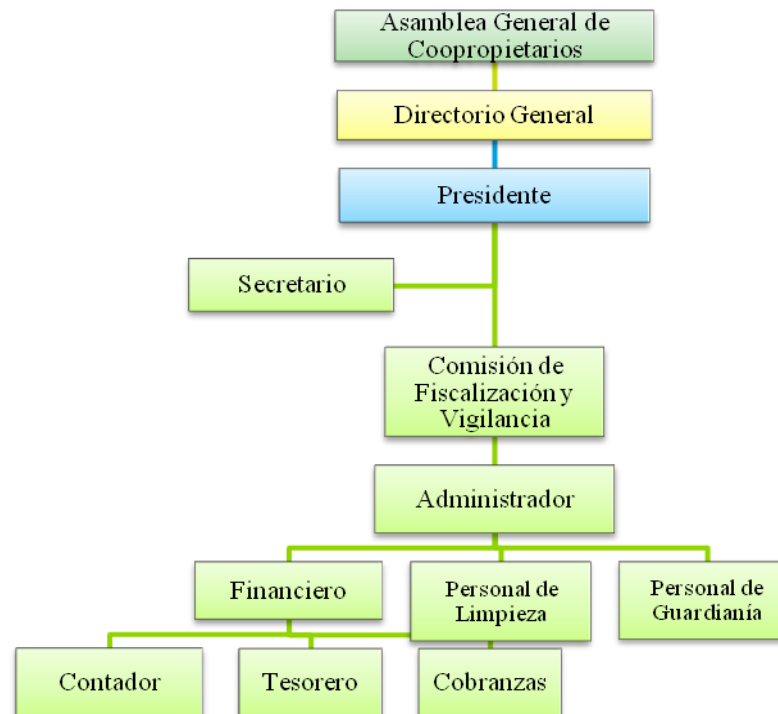 Asamblea General de
Coopropietarios
Directorio General
Presidente
Secretario
Comisión de
Fiscalización y
Vigilancia
Administrador
Financiero
Personal de
Limpieza
Personal de
Guardianía
Contador
Tesorero
Cobranzas